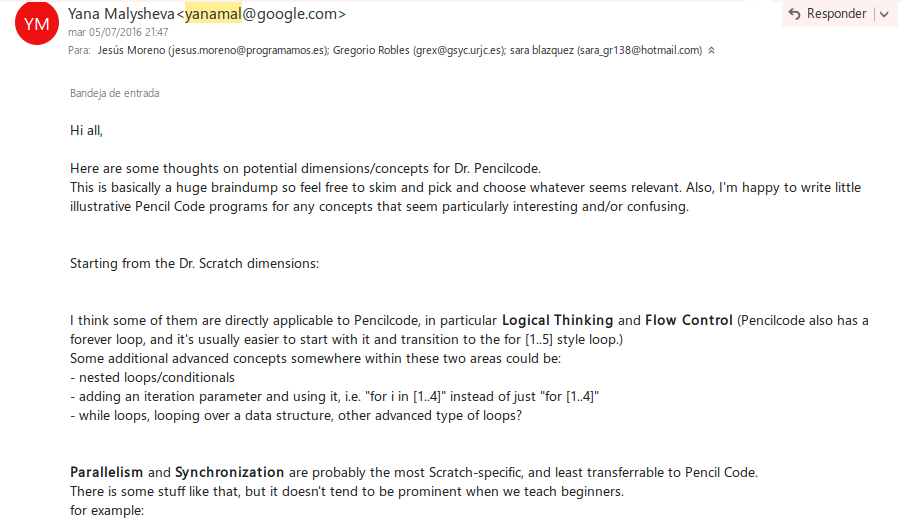 YM
Yana Malysheva<yanamal@google.com>
Responder
mar 05/07/2016 21:47
Para: Jesús Moreno (jesus.moreno@programamos.es); Gregorio Robles (grex@gsyc.urjc.es); sara blazquez (sara_gr138@hotmail.com)
Bandeja de entrada
Hi all,
Here are some thoughts on potential dimensions/concepts for Dr. Pencilcode.
This is basically a huge braindump so feel free to skim and pick and choose whatever seems relevant. Also, I'm happy to write little
illustrative Pencil Code programs for any concepts that seem particularly interesting and/or confusing.
Starting from the Dr. Scratch dimensions:
I think some of them are directly applicable to Pencilcode, in particular Logical Thinking and Flow Control (Pencilcode also has a
forever loop, and it's usually easier to start with it and transition to the for [1..5] style loop.)
Some additional advanced concepts somewhere within these two areas could be:
- nested loops/conditionals
- adding an iteration parameter and using it, i.e. "for i in [1..4]" instead of just "for [1..4]"
- while loops, looping over a data structure, other advanced type of loops?
Parallelism and Synchronization are probably the most Scratch-specific, and least transferrable to Pencil Code.
There is some stuff like that, but it doesn't tend to be prominent when we teach beginners.
for example: